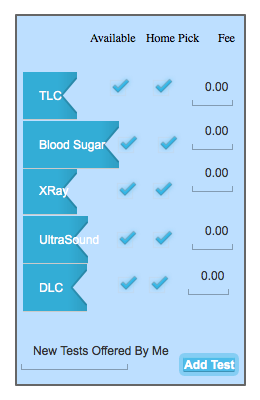 Available Home Pick Fee
TLC 0.00
Blood Sugar 0.00
XRay 0.00
UltraSound 0.00
DLC 0.00
New Tests Offered By Me
Add Test